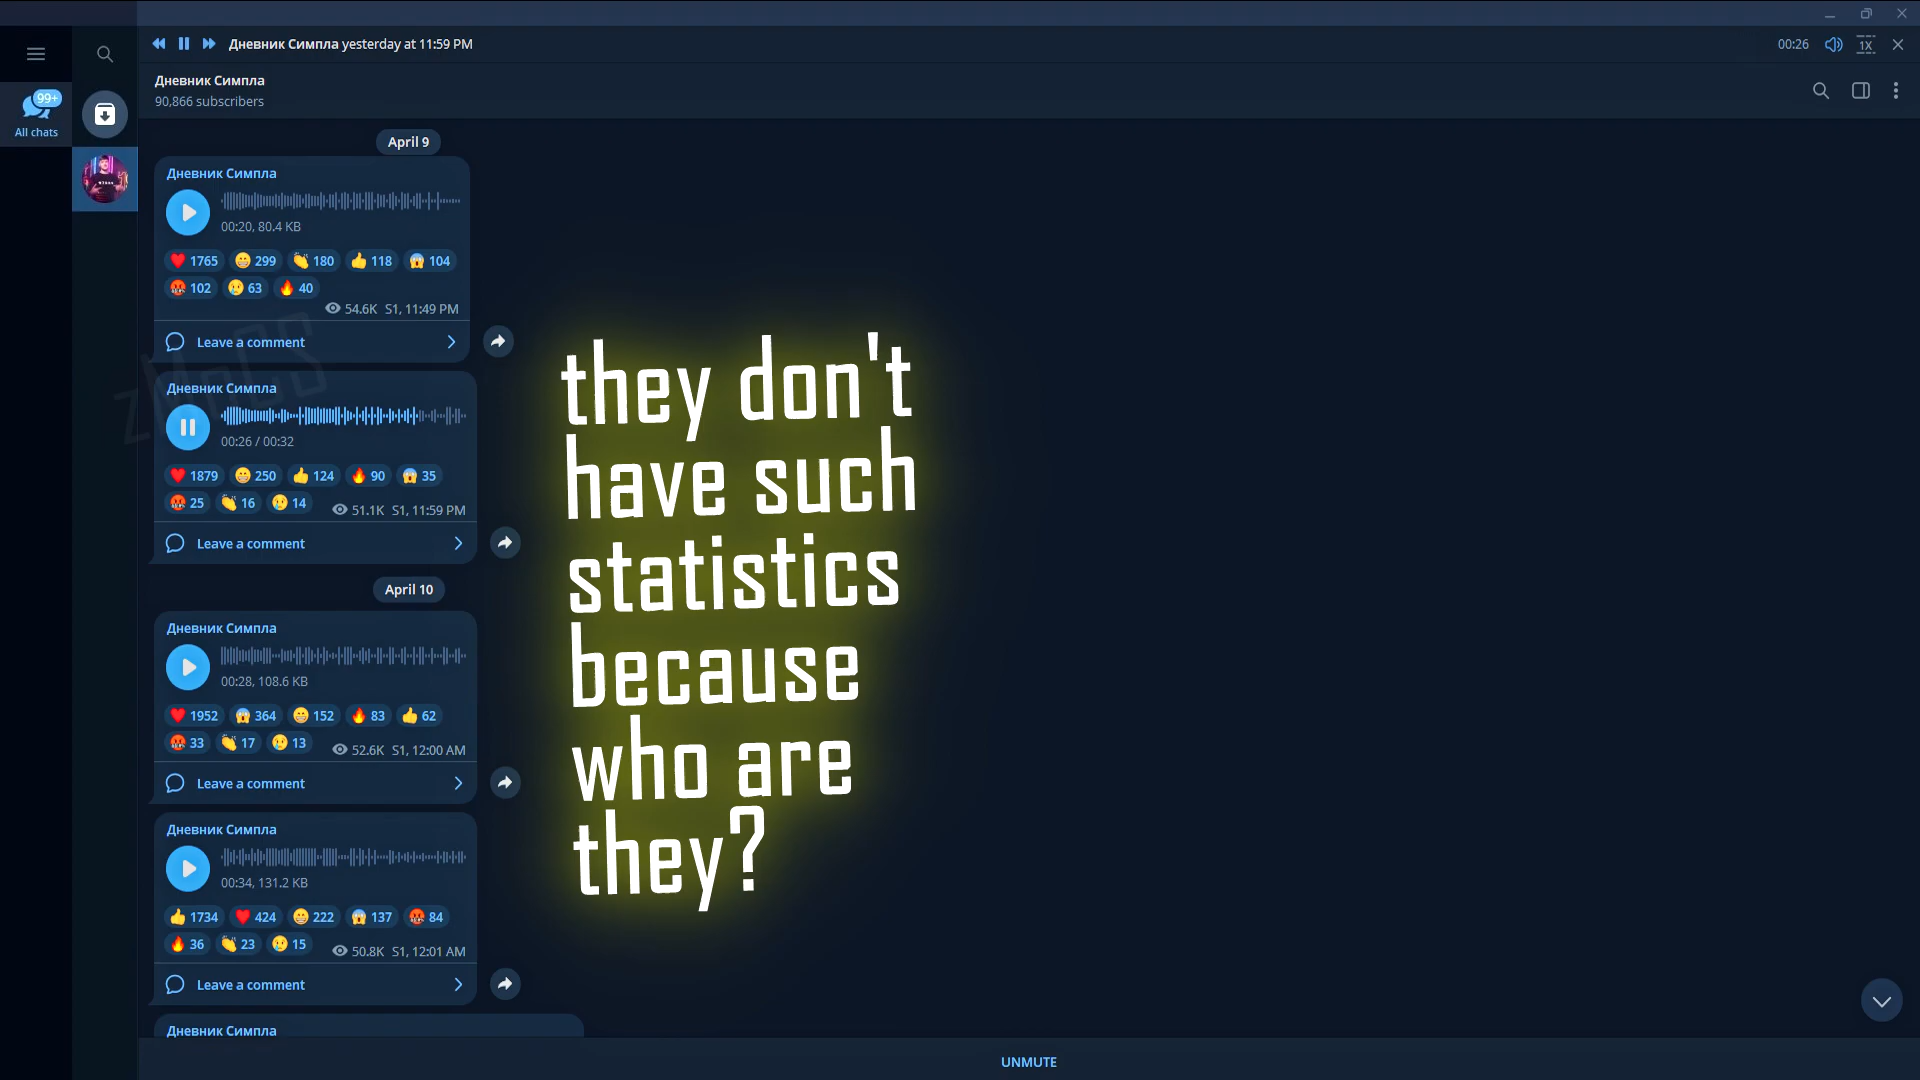 Дневник Симпла yesterday at 11:59 PM
00:26
1X
Дневник Симпла
90,866 subscribers
99+
All chats
April 9
Дневник Симпла
00:20, 80.4 KB
1765 299 180 118 104
102 63 40
54.6K S1, 11:49 PM
Leave a comment
Дневник Симпла
00:26 / 00:32
1879 250 124 90 35
25 16 14 51.1K S1, 11:59 PM
Leave a comment
April 10
Дневник Симпла
00:28, 108.6 KB
1952 364 152 83 62
33 17 13 52.6K S1, 12:00 AM
Leave a comment
Дневник Симпла
00:34, 131.2 KB
1734 424 222 137 84
36 23 15 50.8K S1, 12:01 AM
Leave a comment
Дневник Симпла
they don't
have such
statistics
because
who are
they?
UNMUTE